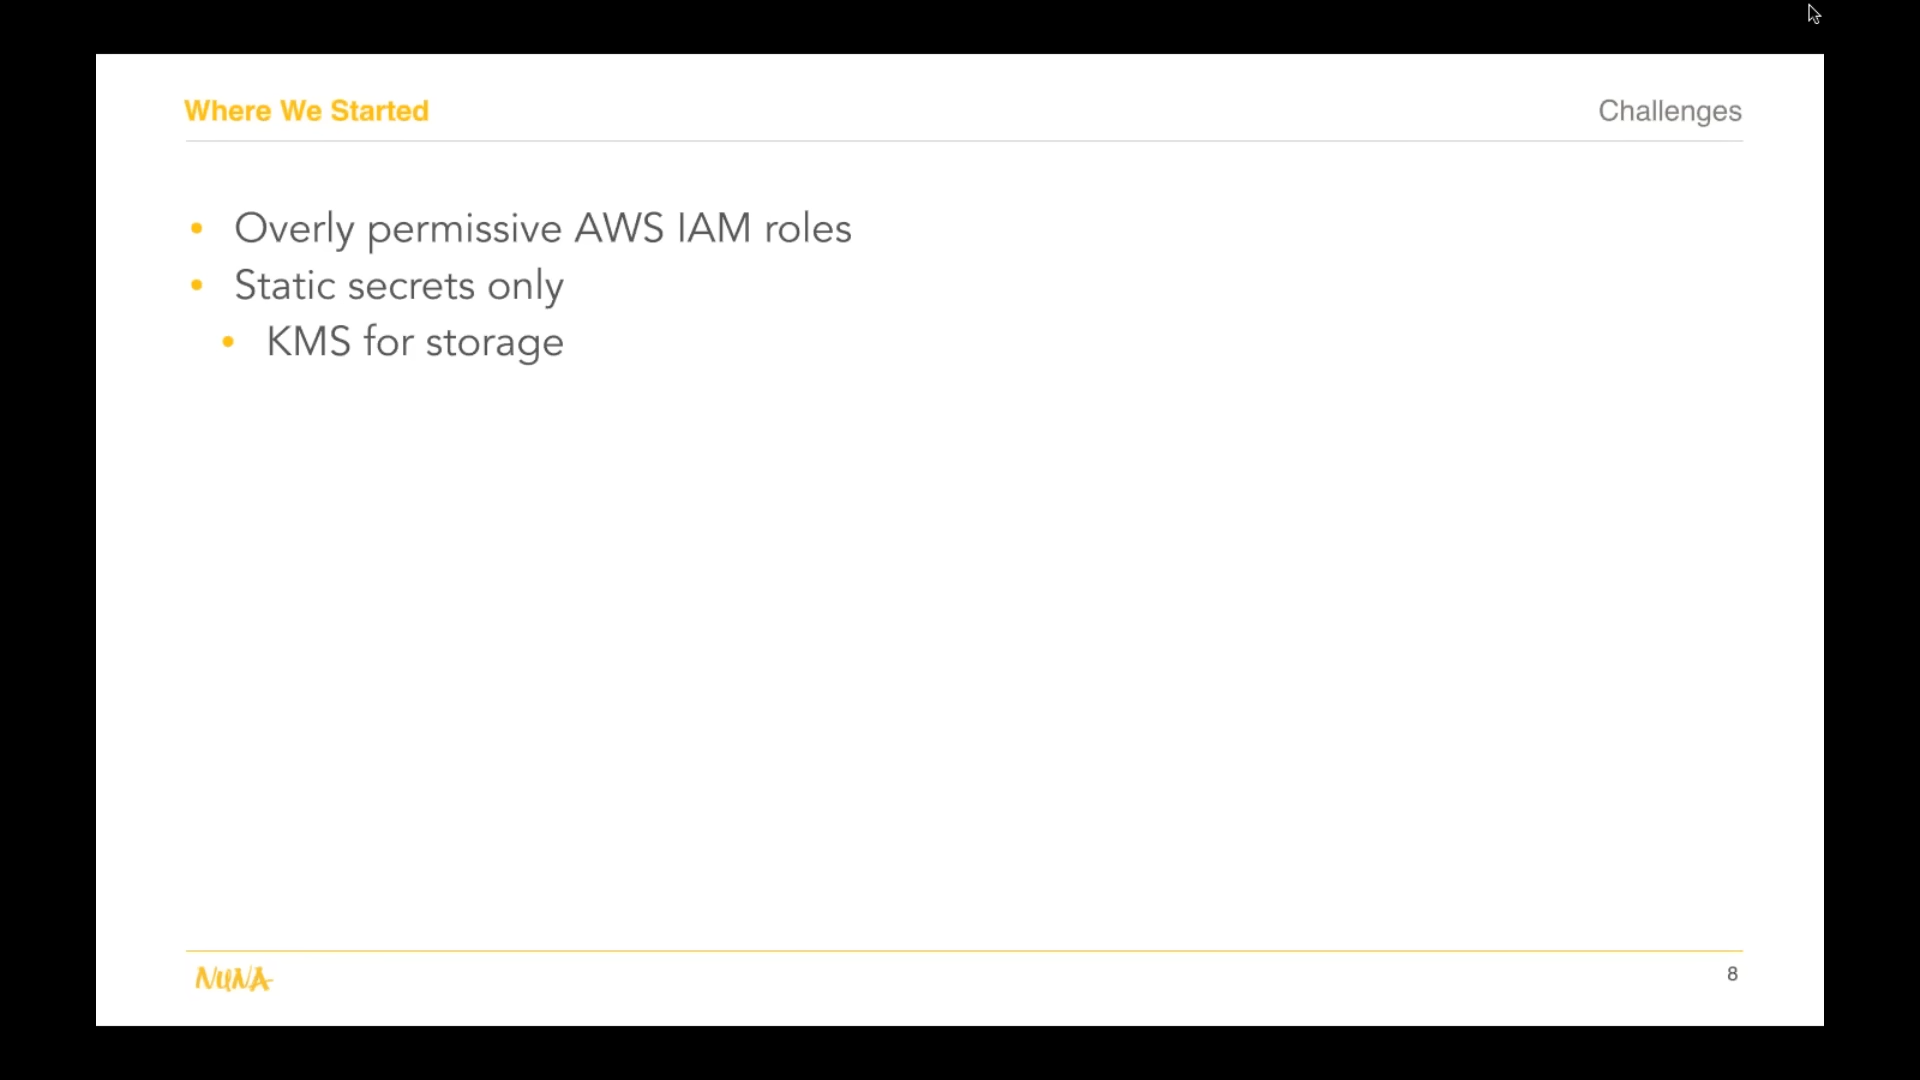 Where We Started
Challenges
• Overly permissive AWS IAM roles
• Static secrets only
• KMS for storage
NUNA
8